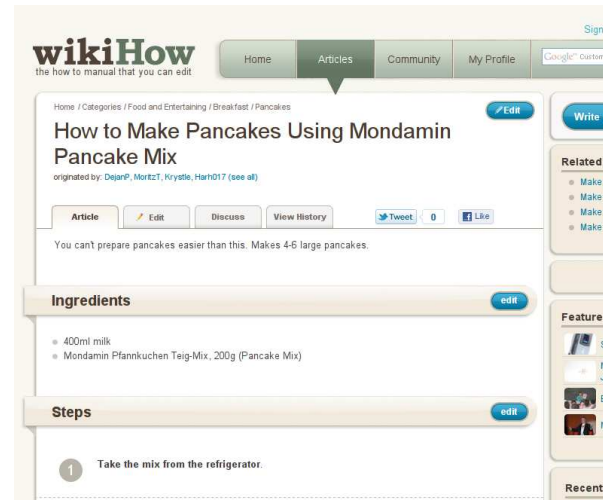 Sign
wikiHow
the how to manual that you can edit
Home
Articles
Community
My Profile
Google™ Custom
Home / Categories / Food and Entertaining / Breakfast / Pancakes
Edit
How to Make Pancakes Using Mondamin
Pancake Mix
originated by: DejanP, MoritzT, Krystle, Harh017 (see all)
Article
Edit
Discuss
View History
Tweet
0
Like
You can't prepare pancakes easier than this. Makes 4-6 large pancakes.
Ingredients
edit
400ml milk
Mondamin Pfannkuchen Teig-Mix, 200g (Pancake Mix)
Steps
edit
1
Take the mix from the refrigerator.
Write
Related
Make
Make
Make
Make
Feature
Recent